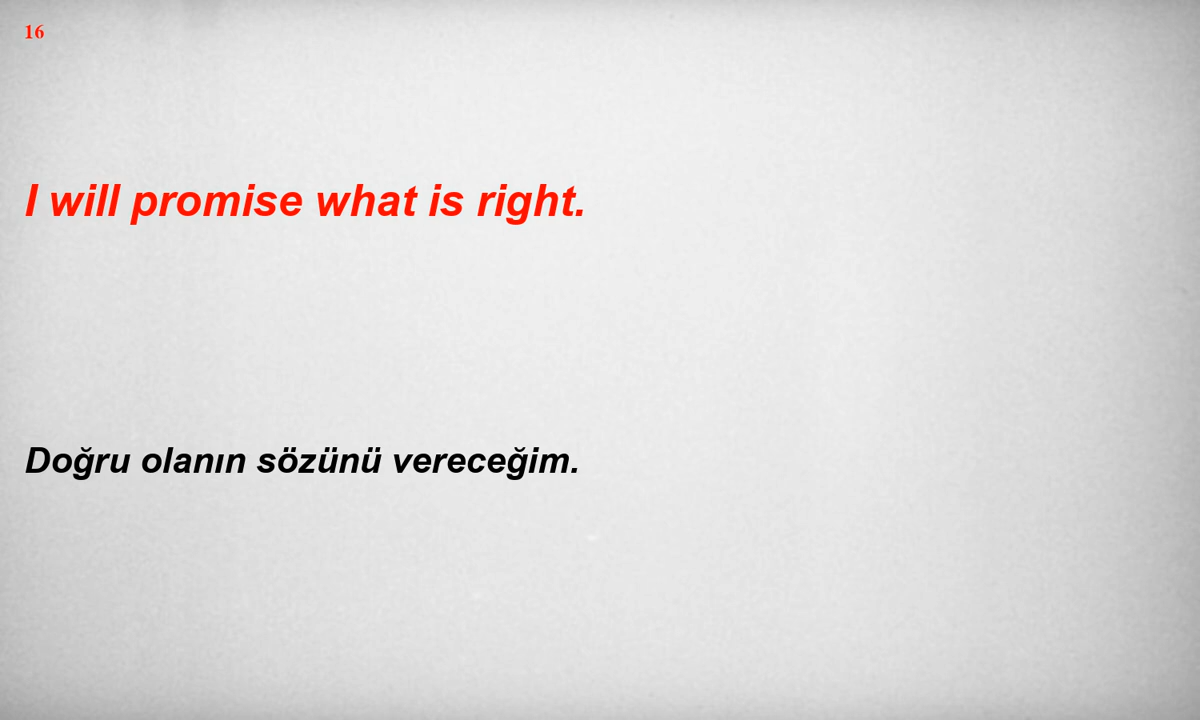 16
I will promise what is right.
Doğru olanın sözünü vereceğim.